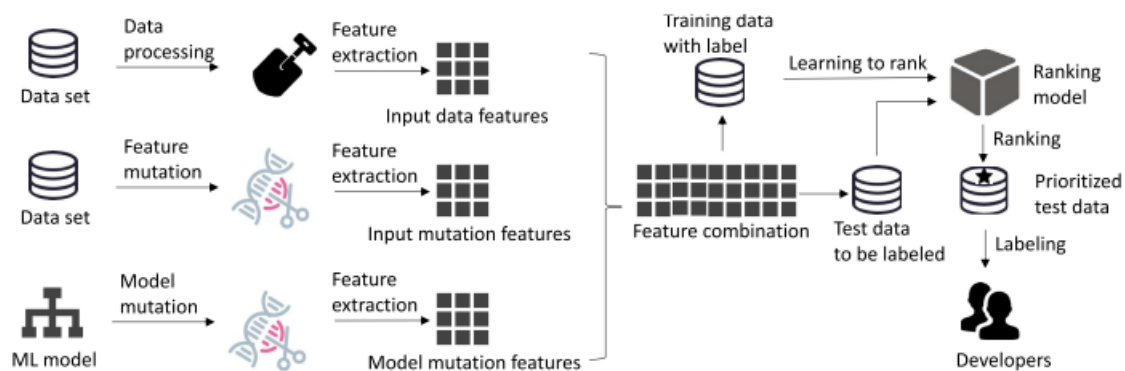 Data
processing
Data set
Feature
extraction
Input data features
Feature
mutation
Data set
Feature
extraction
Input mutation features
Model
mutation
ML model
Feature
extraction
Model mutation features
Feature combination
Training data
with label
Learning to rank
Ranking
model
Test data
to be labeled
Ranking
Prioritized
test data
Labeling
Developers